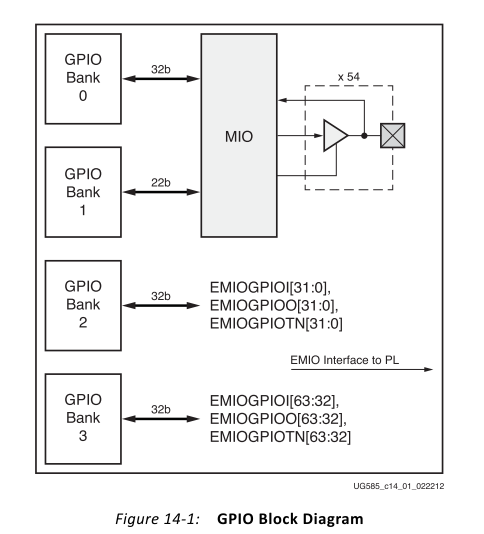 GPIO
Bank
0
32b
MIO
x 54
GPIO
Bank
1
22b
GPIO
Bank
2
32b
EMIOGPIOI[31:0],
EMIOGPIOO[31:0],
EMIOGPIOTN[31:0]
EMIO Interface to PL
GPIO
Bank
3
32b
EMIOGPIOI[63:32],
EMIOGPIOO[63:32],
EMIOGPIOTN[63:32]
UG585_c14_01_022212
Figure 14-1: GPIO Block Diagram